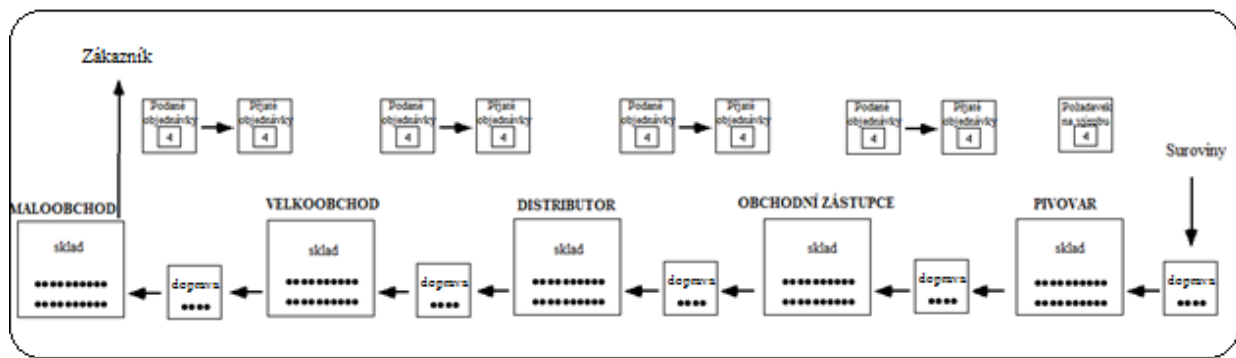 Zákazník
Podané
objednávky
4
Přijaté
objednávky
4
Podané
objednávky
4
Přijaté
objednávky
4
Podané
objednávky
4
Přijaté
objednávky
4
Podané
objednávky
4
Přijaté
objednávky
4
Požadavek
na výrobu
4
Suroviny
MALOOBCHOD
VELKOOBCHOD
DISTRIBUTOR
OBCHODNÍ ZÁSTUPCE
PIVOVAR
sklad
sklad
sklad
sklad
sklad
doprava
doprava
doprava
doprava
doprava